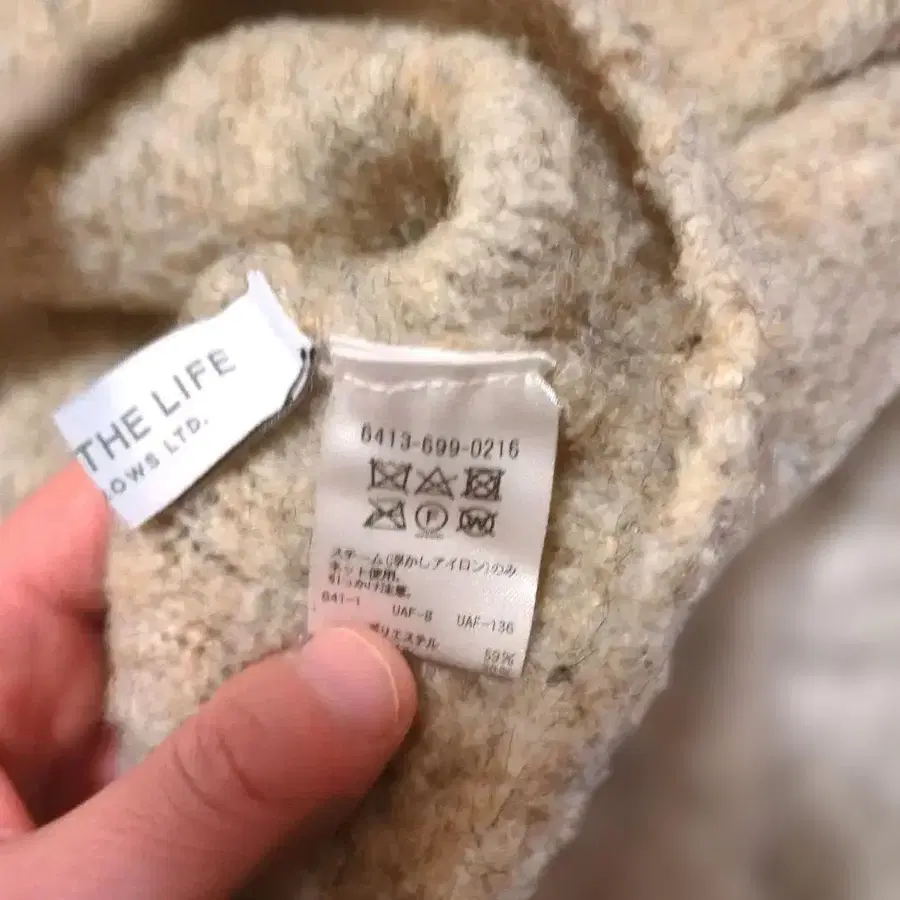 THE LIFE
OWS LTD.
6413-699-0216
F
W
スチーム(浮かしアイロン)のみ
ネット使用。
引っかけ注意。
641-1 UAF-8 UAF-136
ポリエステル 59%